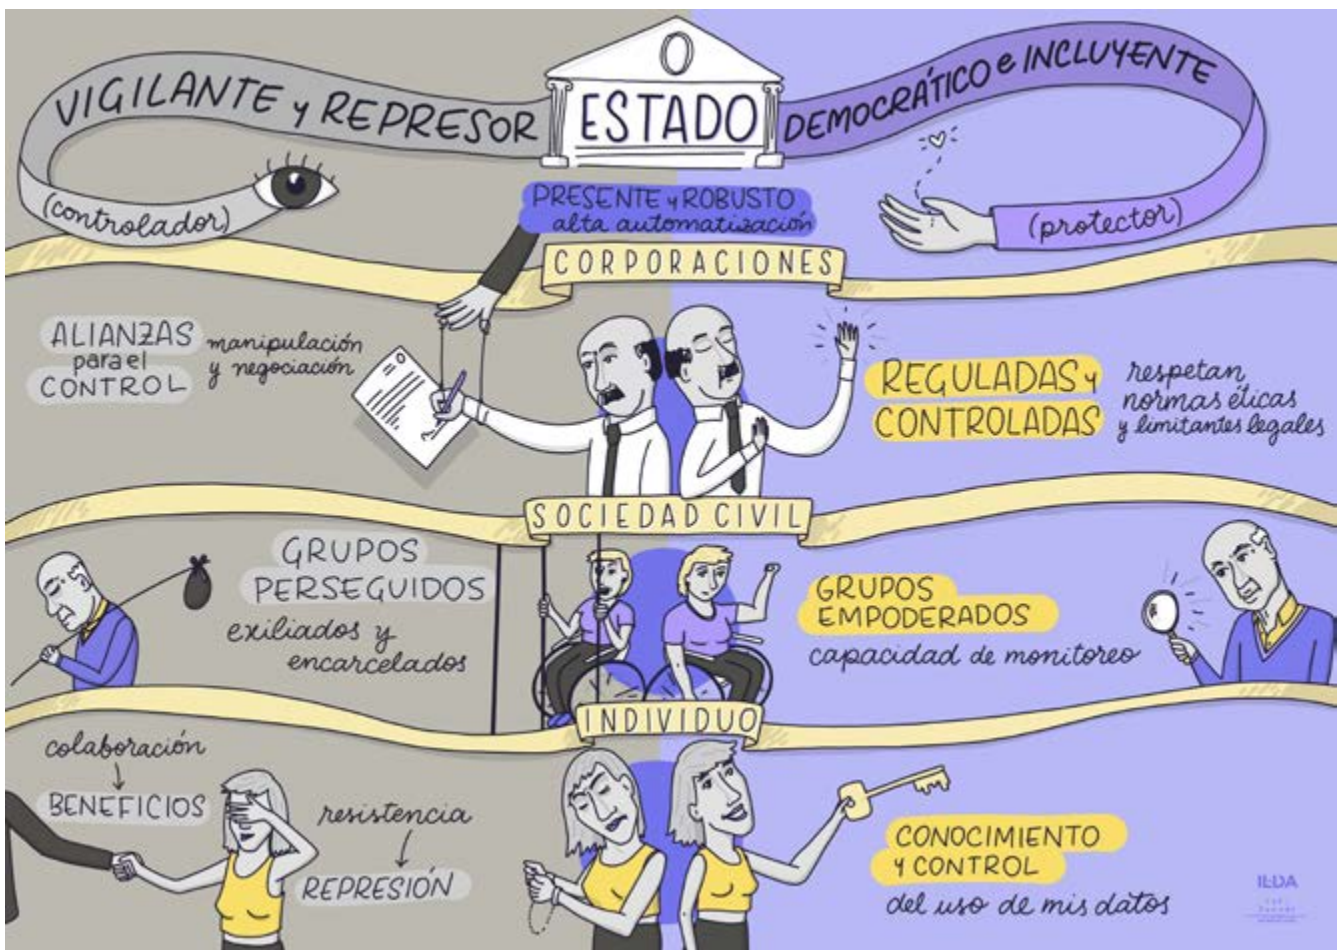 VIGILANTE y REPRESOR
(controlador)
ESTADO
DEMOCRÁTICO e INCLUYENTE
(protector)
PRESENTE y ROBUSTO
alta automatización
CORPORACIONES
ALIANZAS
para el
CONTROL
manipulación
y negociación
REGULADAS y
CONTROLADAS
respetan
normas éticas
y limitantes legales
SOCIEDAD CIVIL
GRUPOS
PERSEGUIDOS
exiliados y
encarcelados
GRUPOS
EMPODERADOS
capacidad de monitoreo
INDIVIDUO
colaboración
BENEFICIOS
resistencia
REPRESIÓN
CONOCIMIENTO
Y CONTROL
del uso de mis datos
ILDA